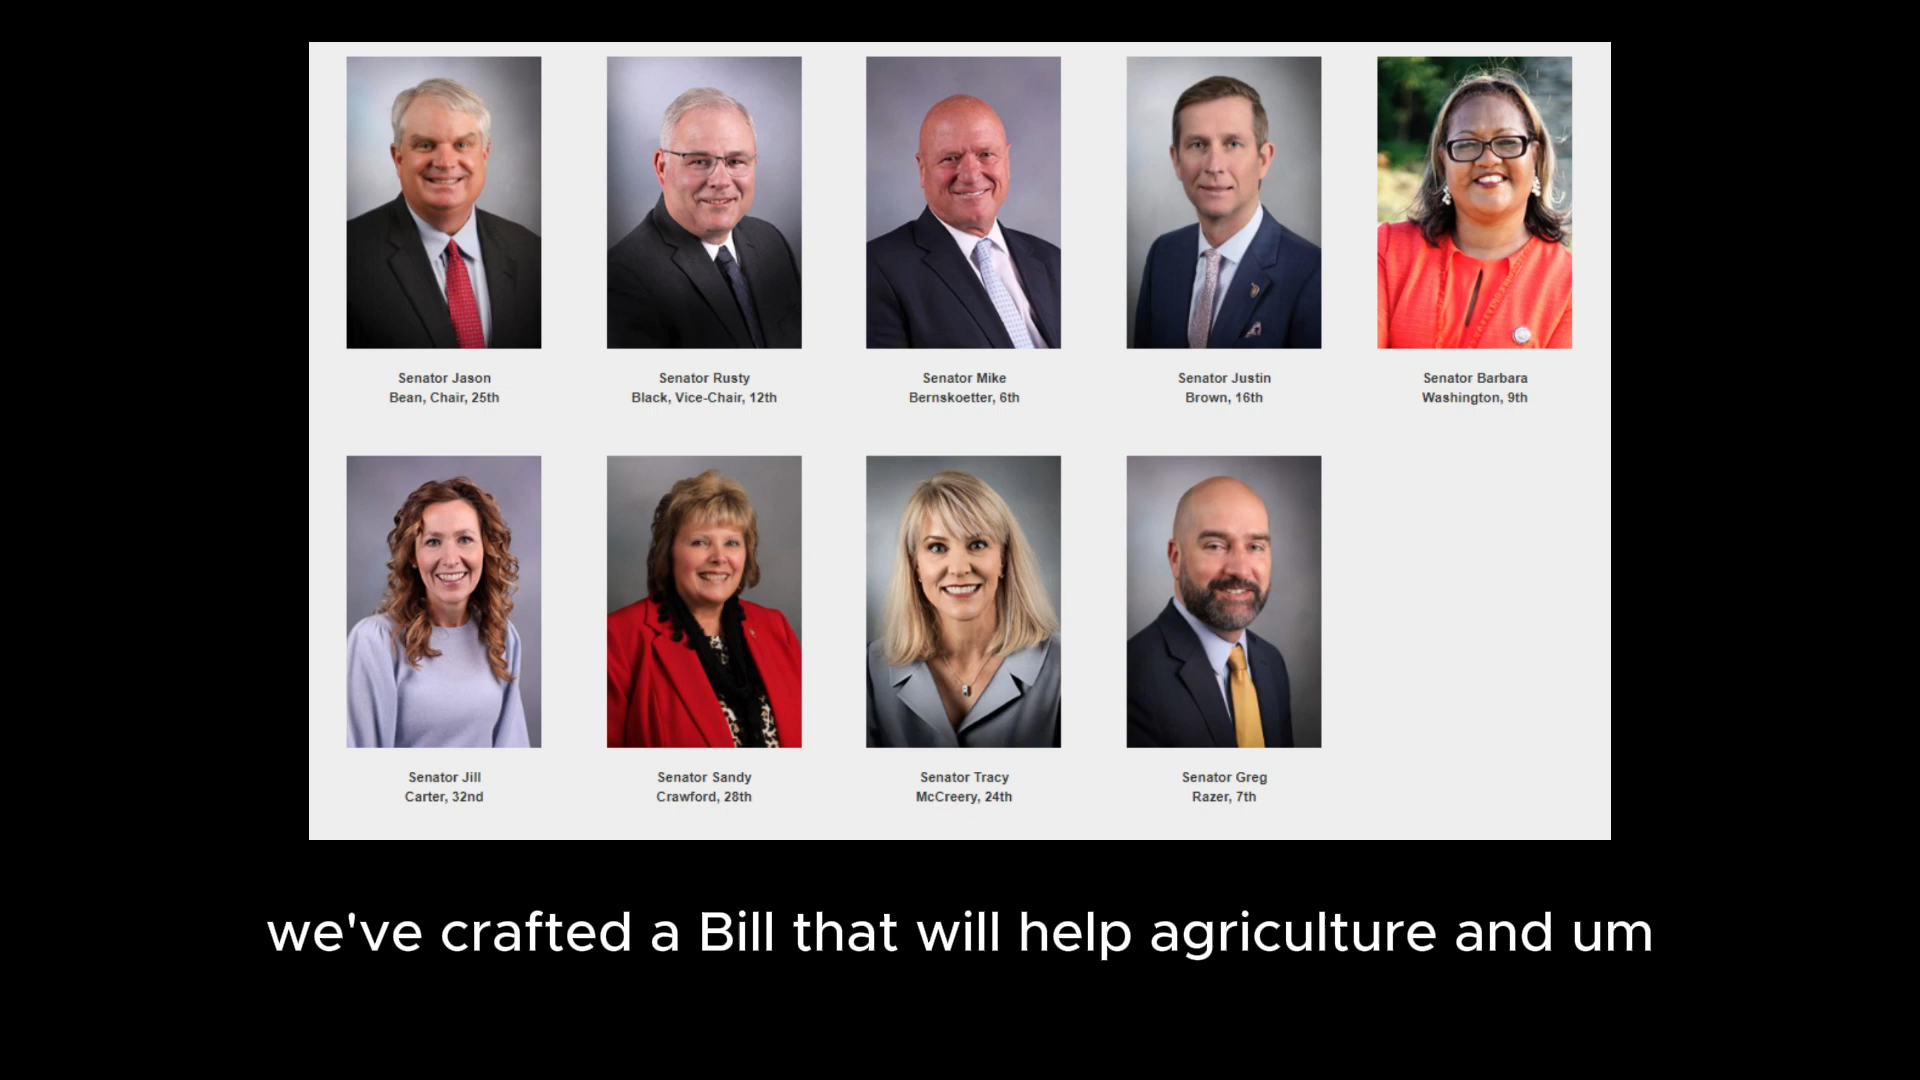 Senator Jason
Bean, Chair, 25th
Senator Rusty
Black, Vice-Chair, 12th
Senator Mike
Bernskoetter, 6th
Senator Justin
Brown, 16th
Senator Barbara
Washington, 9th
Senator Jill
Carter, 32nd
Senator Sandy
Crawford, 28th
Senator Tracy
McCreery, 24th
Senator Greg
Razer, 7th
we've crafted a Bill that will help agriculture and um